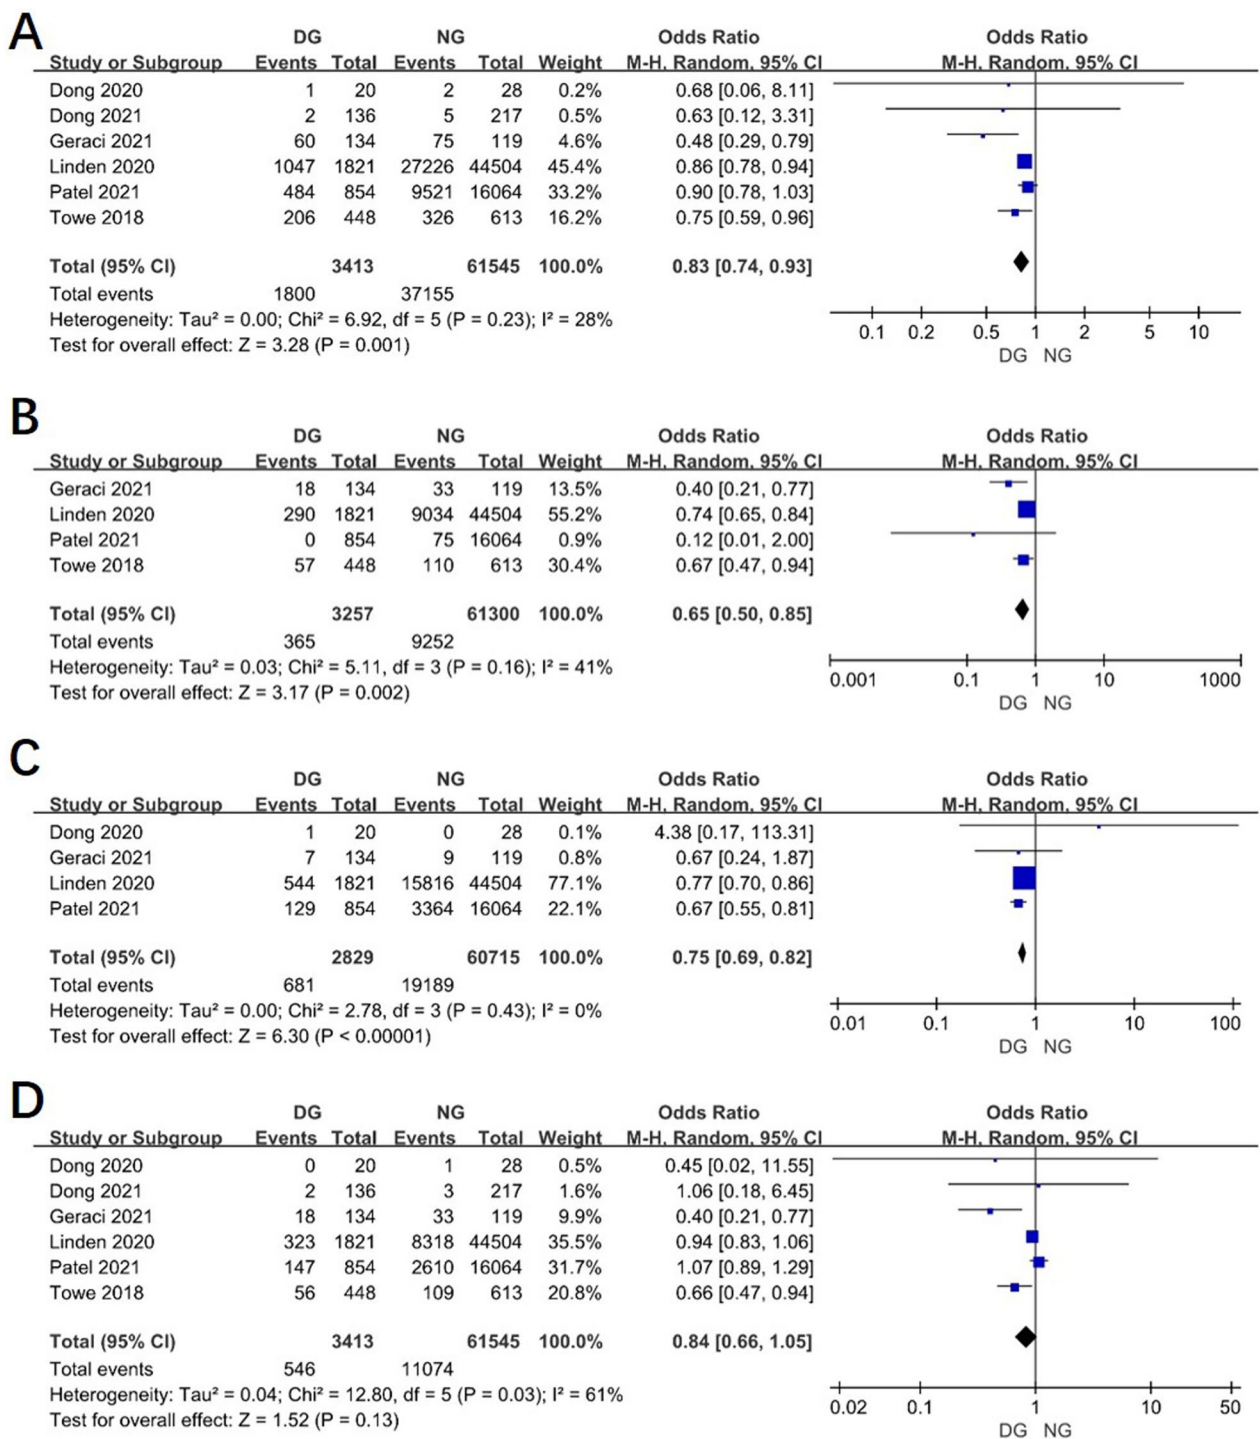 A
DG NG Odds Ratio Odds Ratio
Study or Subgroup Events Total Events Total Weight M-H, Random, 95% CI M-H, Random, 95% CI
Dong 2020 1 20 2 28 0.2% 0.68 [0.06, 8.11]
Dong 2021 2 136 5 217 0.5% 0.63 [0.12, 3.31]
Geraci 2021 60 134 75 119 4.6% 0.48 [0.29, 0.79]
Linden 2020 1047 1821 27226 44504 45.4% 0.86 [0.78, 0.94]
Patel 2021 484 854 9521 16064 33.2% 0.90 [0.78, 1.03]
Towe 2018 206 448 326 613 16.2% 0.75 [0.59, 0.96]
Total (95% CI) 3413 61545 100.0% 0.83 [0.74, 0.93]
Total events 1800 37155
Heterogeneity: Tau² = 0.00; Chi² = 6.92, df = 5 (P = 0.23); I² = 28%
Test for overall effect: Z = 3.28 (P = 0.001)
0.1 0.2 0.5 1 2 5 10
DG NG
B
DG NG Odds Ratio Odds Ratio
Study or Subgroup Events Total Events Total Weight M-H, Random, 95% CI M-H, Random, 95% CI
Geraci 2021 18 134 33 119 13.5% 0.40 [0.21, 0.77]
Linden 2020 290 1821 9034 44504 55.2% 0.74 [0.65, 0.84]
Patel 2021 0 854 75 16064 0.9% 0.12 [0.01, 2.00]
Towe 2018 57 448 110 613 30.4% 0.67 [0.47, 0.94]
Total (95% CI) 3257 61300 100.0% 0.65 [0.50, 0.85]
Total events 365 9252
Heterogeneity: Tau² = 0.03; Chi² = 5.11, df = 3 (P = 0.16); I² = 41%
Test for overall effect: Z = 3.17 (P = 0.002)
0.001 0.1 1 10 1000
DG NG
C
DG NG Odds Ratio Odds Ratio
Study or Subgroup Events Total Events Total Weight M-H, Random, 95% CI M-H, Random, 95% CI
Dong 2020 1 20 0 28 0.1% 4.38 [0.17, 113.31]
Geraci 2021 7 134 9 119 0.8% 0.67 [0.24, 1.87]
Linden 2020 544 1821 15816 44504 77.1% 0.77 [0.70, 0.86]
Patel 2021 129 854 3364 16064 22.1% 0.67 [0.55, 0.81]
Total (95% CI) 2829 60715 100.0% 0.75 [0.69, 0.82]
Total events 681 19189
Heterogeneity: Tau² = 0.00; Chi² = 2.78, df = 3 (P = 0.43); I² = 0%
Test for overall effect: Z = 6.30 (P < 0.00001)
0.01 0.1 1 10 100
DG NG
D
DG NG Odds Ratio Odds Ratio
Study or Subgroup Events Total Events Total Weight M-H, Random, 95% CI M-H, Random, 95% CI
Dong 2020 0 20 1 28 0.5% 0.45 [0.02, 11.55]
Dong 2021 2 136 3 217 1.6% 1.06 [0.18, 6.45]
Geraci 2021 18 134 33 119 9.9% 0.40 [0.21, 0.77]
Linden 2020 323 1821 8318 44504 35.5% 0.94 [0.83, 1.06]
Patel 2021 147 854 2610 16064 31.7% 1.07 [0.89, 1.29]
Towe 2018 56 448 109 613 20.8% 0.66 [0.47, 0.94]
Total (95% CI) 3413 61545 100.0% 0.84 [0.66, 1.05]
Total events 546 11074
Heterogeneity: Tau² = 0.04; Chi² = 12.80, df = 5 (P = 0.03); I² = 61%
Test for overall effect: Z = 1.52 (P = 0.13)
0.02 0.1 1 10 50
DG NG